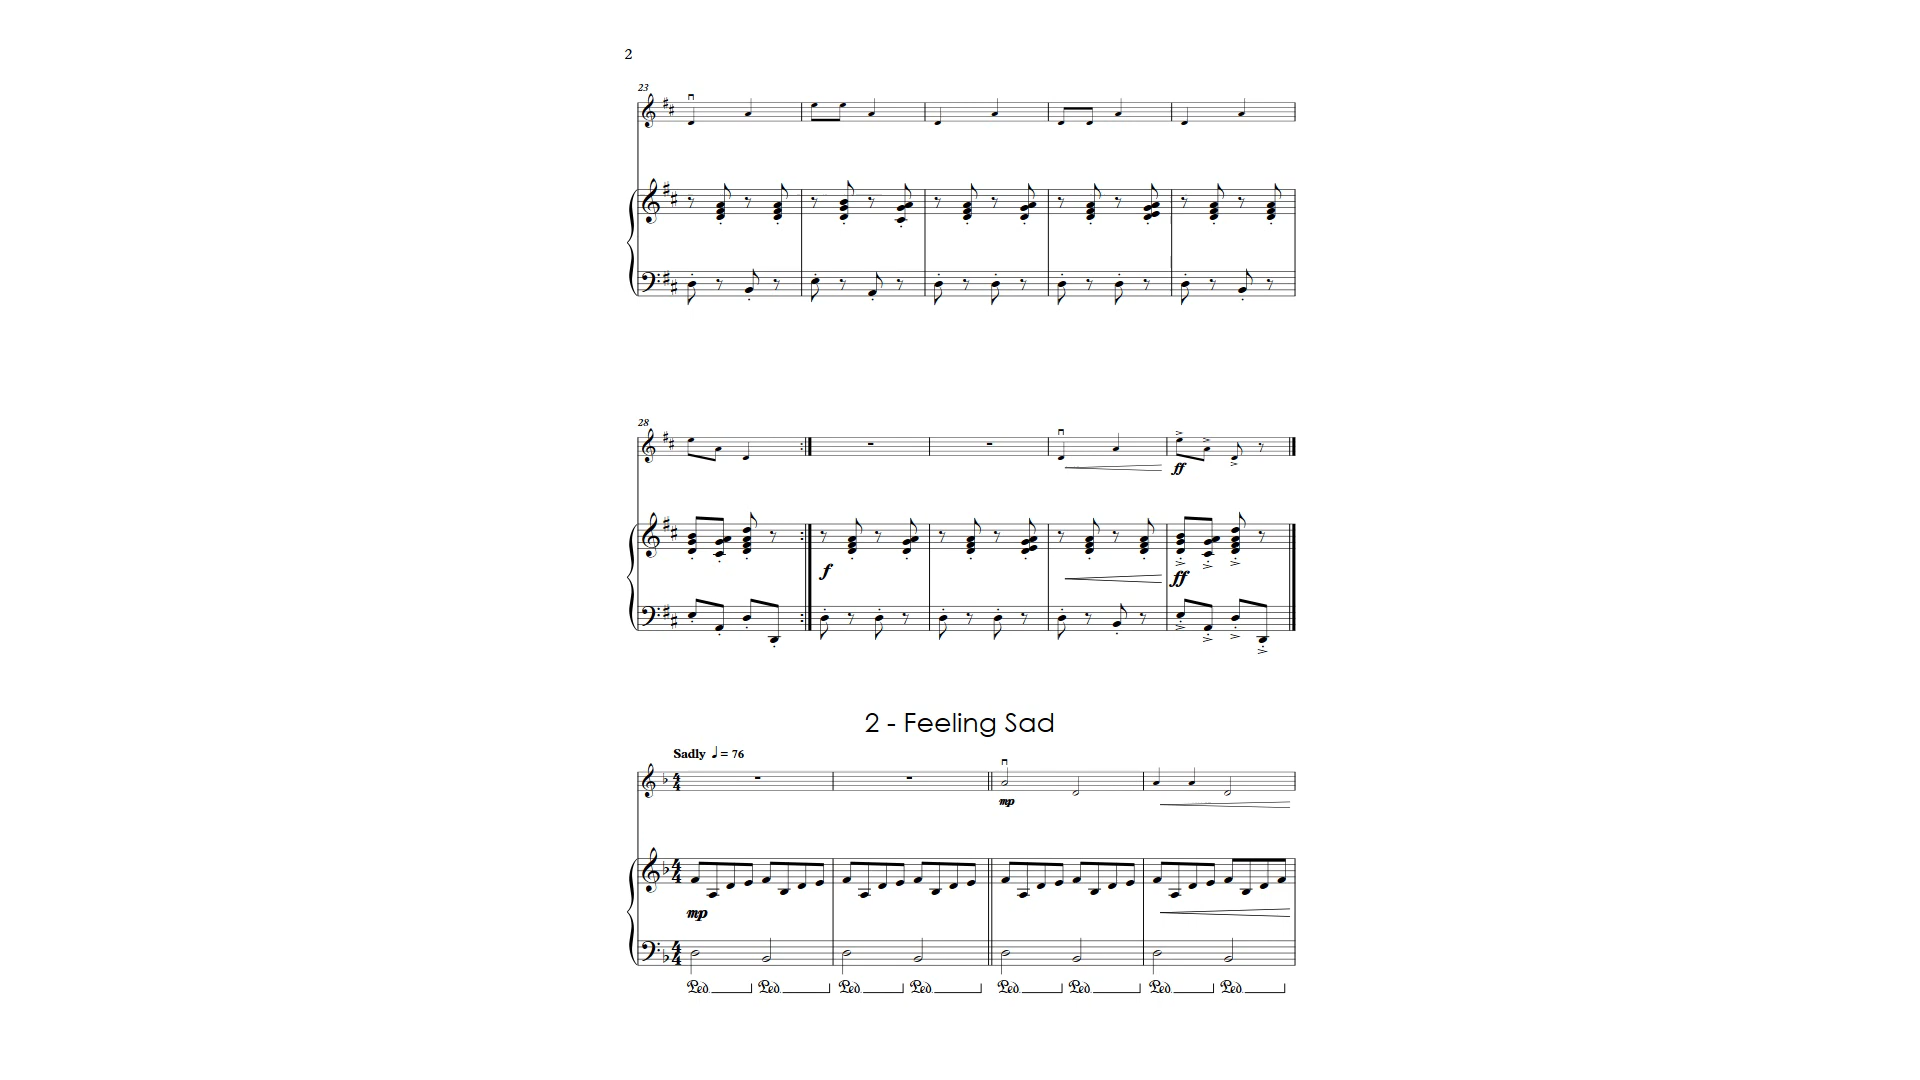 2
23
28
ff
f
ff
2 - Feeling Sad
Sadly ♩ = 76
mp
mp
Ped. Ped. Ped. Ped. Ped. Ped. Ped. Ped.